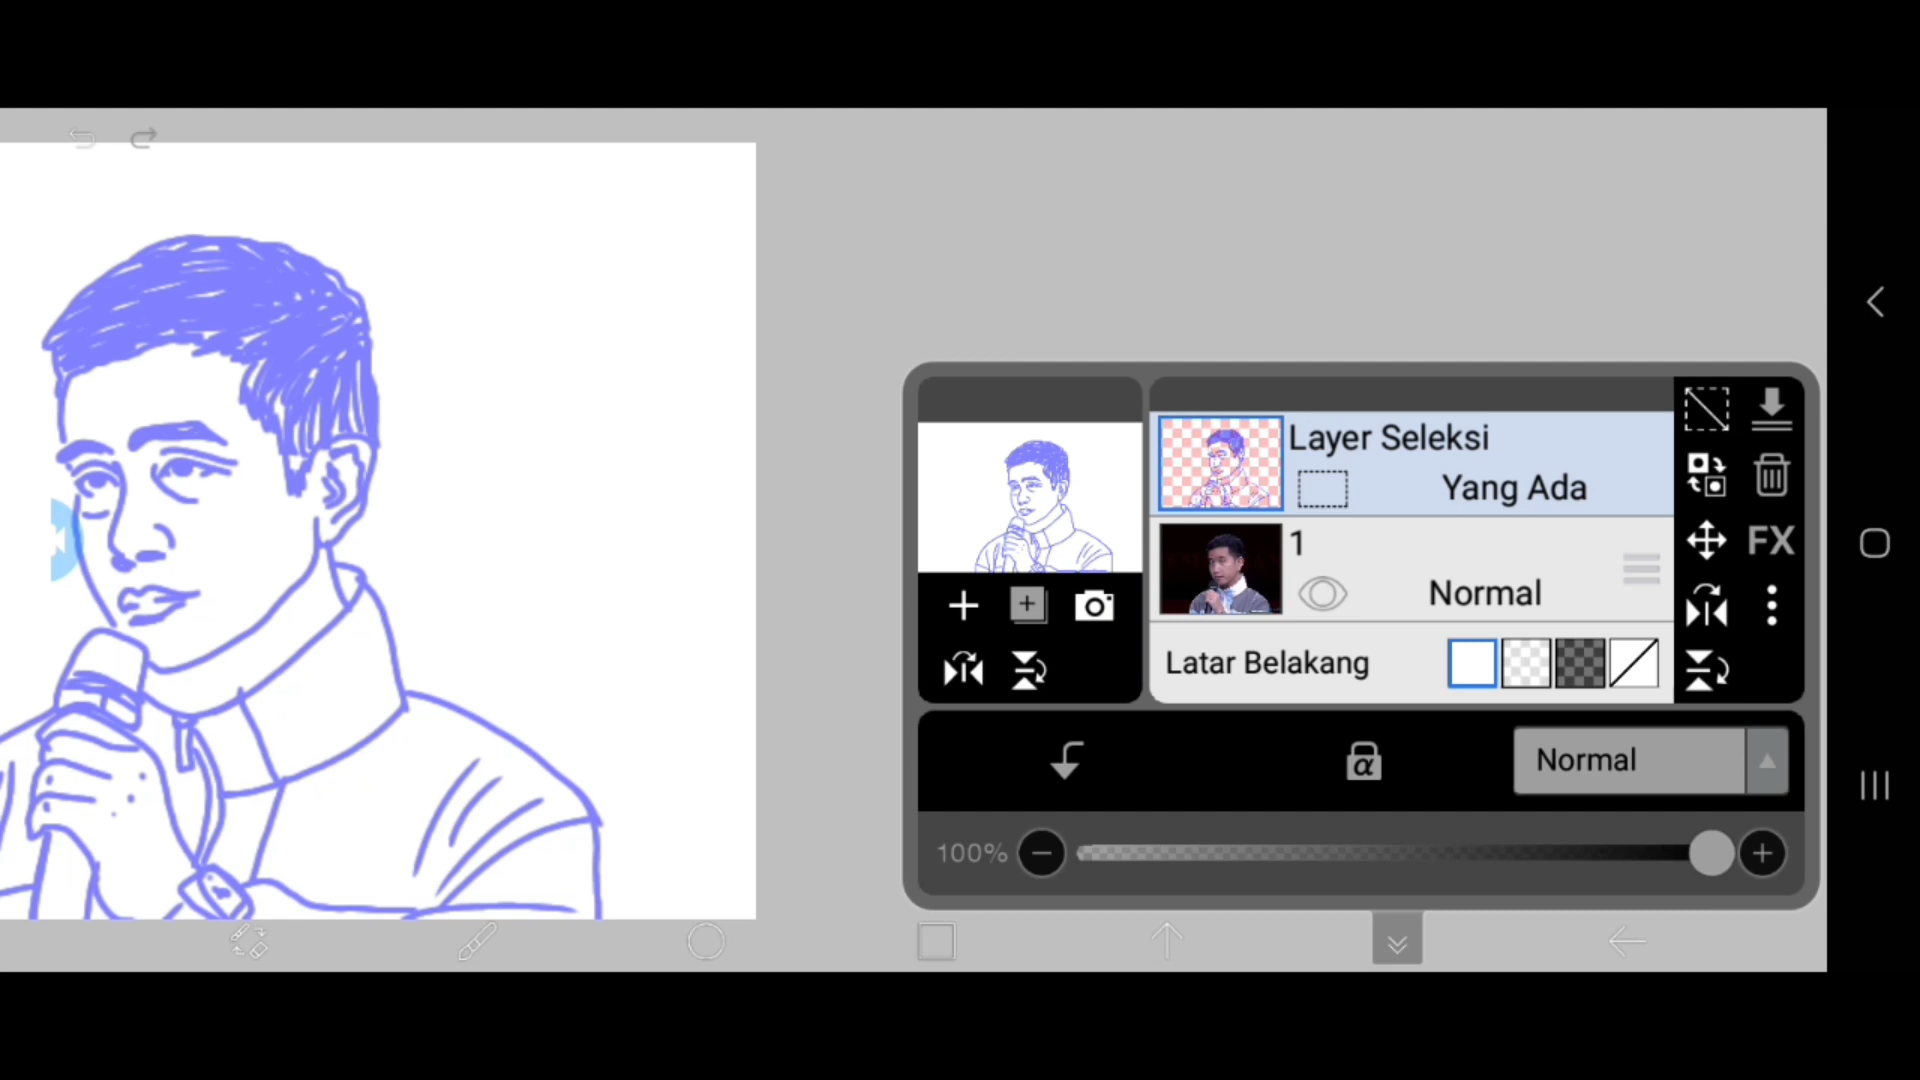 Layer Seleksi
Yang Ada
1
Normal
FX
Latar Belakang
α
Normal
100%